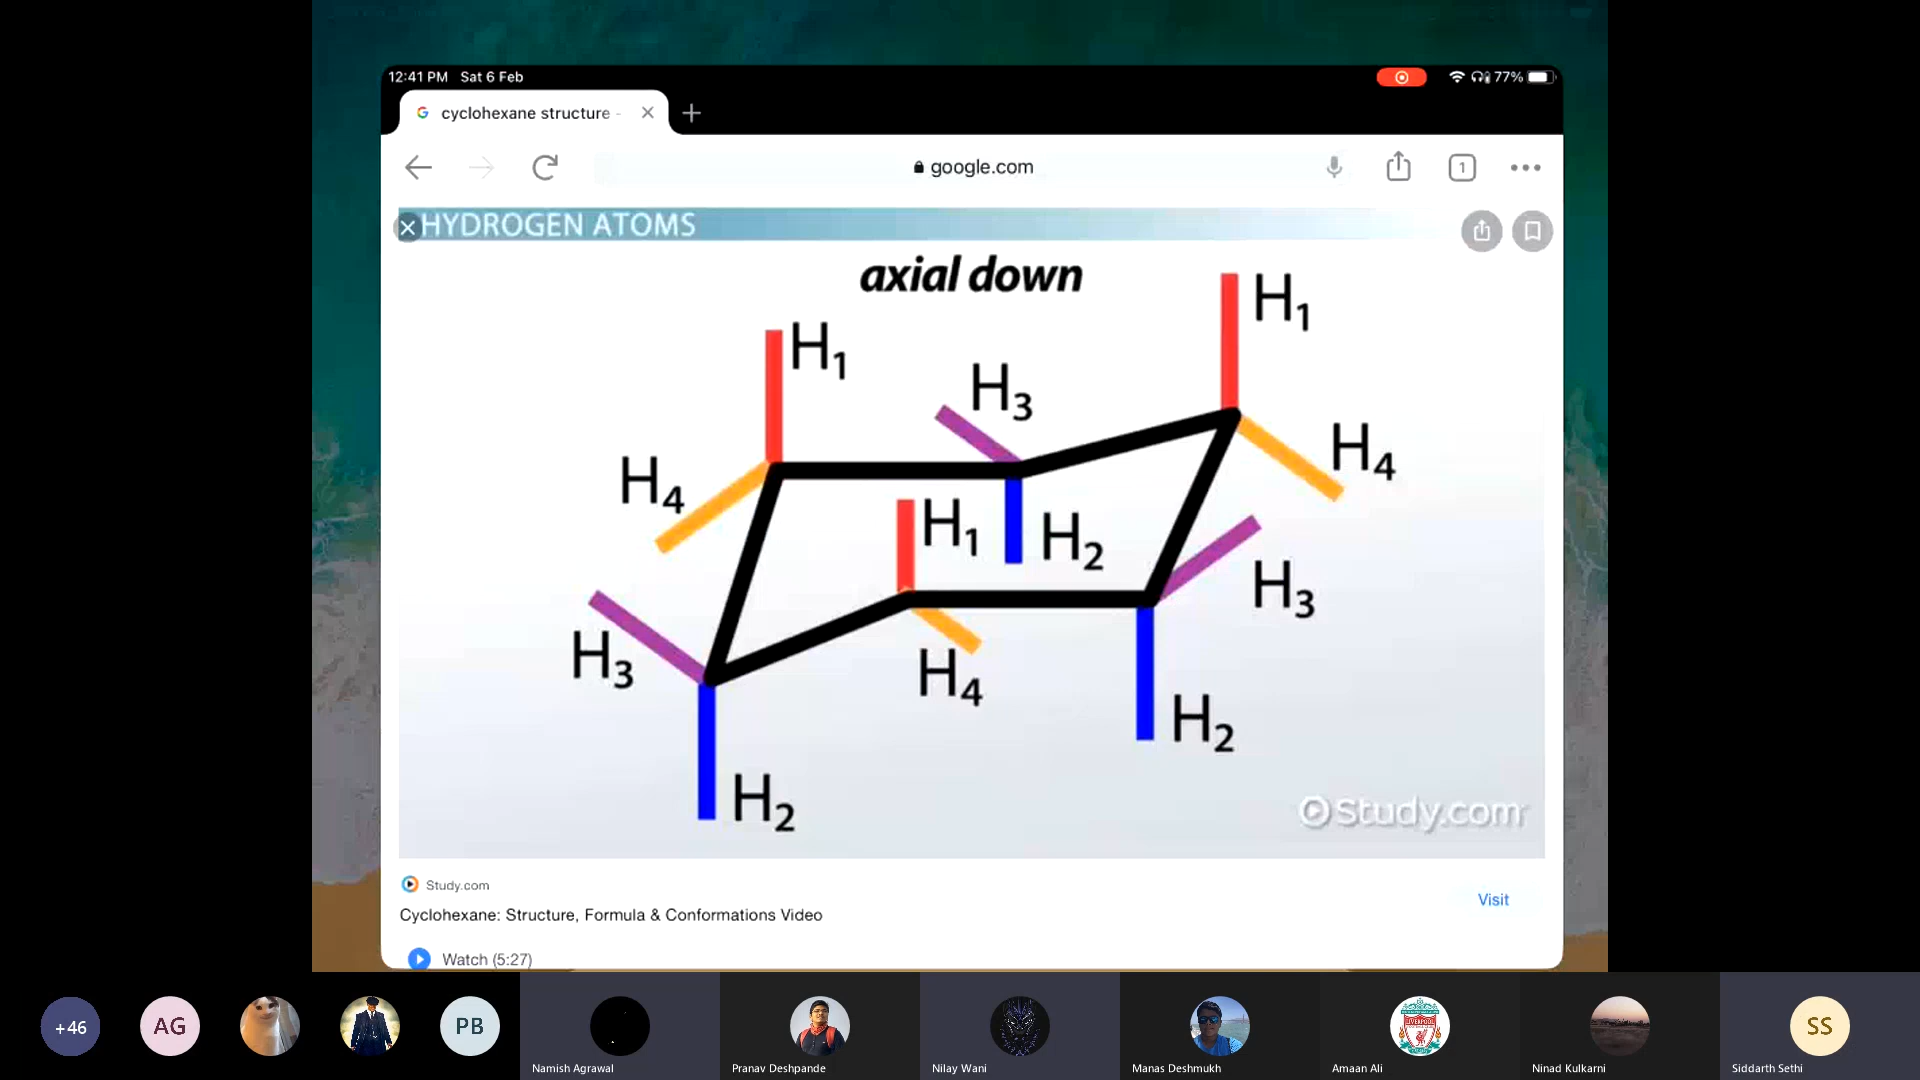 12:41 PM Sat 6 Feb
77%
cyclohexane structure -
google.com
1
HYDROGEN ATOMS
axial down
H1
H1
H3
H4
H4
H1
H2
H3
H3
H4
H2
H2
Study.com
Study.com
Visit
Cyclohexane: Structure, Formula & Conformations Video
Watch (5:27)
+46
AG
PB
SS
LIVERPOOL
Namish Agrawal
Pranav Deshpande
Nilay Wani
Manas Deshmukh
Amaan Ali
Ninad Kulkarni
Siddarth Sethi